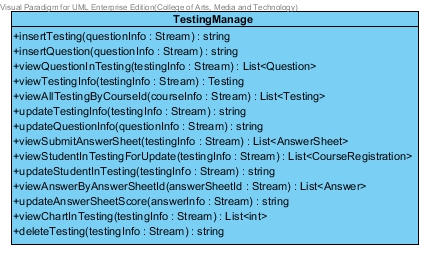 Visual Paradigm for UML Enterprise Edition(College of Arts, Media and Technology)
TestingManage
+insertTesting(questionInfo : Stream) : string
+insertQuestion(questionInfo : Stream) : string
+viewQuestionInTesting(testingInfo : Stream) : List<Question>
+viewTestingInfo(testingInfo : Stream) : Testing
+viewAllTestingByCourseId(courseInfo : Stream) : List<Testing>
+updateTestingInfo(testingInfo : Stream) : string
+updateQuestionInfo(questionInfo : Stream) : string
+viewSubmitAnswerSheet(testingInfo : Stream) : List<AnswerSheet>
+viewStudentInTestingForUpdate(testingInfo : Stream) : List<CourseRegistration>
+updateStudentInTesting(testingInfo : Stream) : string
+viewAnswerByAnswerSheetId(answerSheetId : Stream) : List<Answer>
+updateAnswerSheetScore(answerInfo : Stream) : string
+viewChartInTesting(testingInfo : Stream) : List<int>
+deleteTesting(testingInfo : Stream) : string